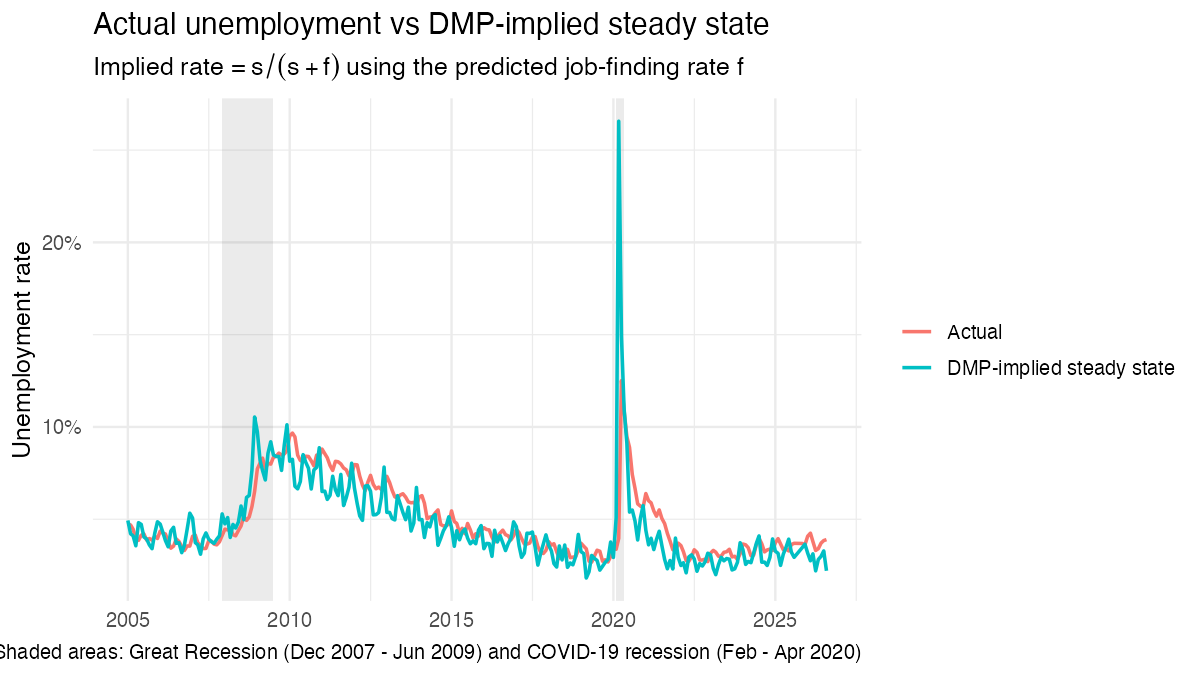 Actual unemployment vs DMP-implied steady state
Implied rate = s/(s + f) using the predicted job-finding rate f
Unemployment rate
20%
10%
Actual
DMP-implied steady state
2005 2010 2015 2020 2025
Shaded areas: Great Recession (Dec 2007 - Jun 2009) and COVID-19 recession (Feb - Apr 2020)